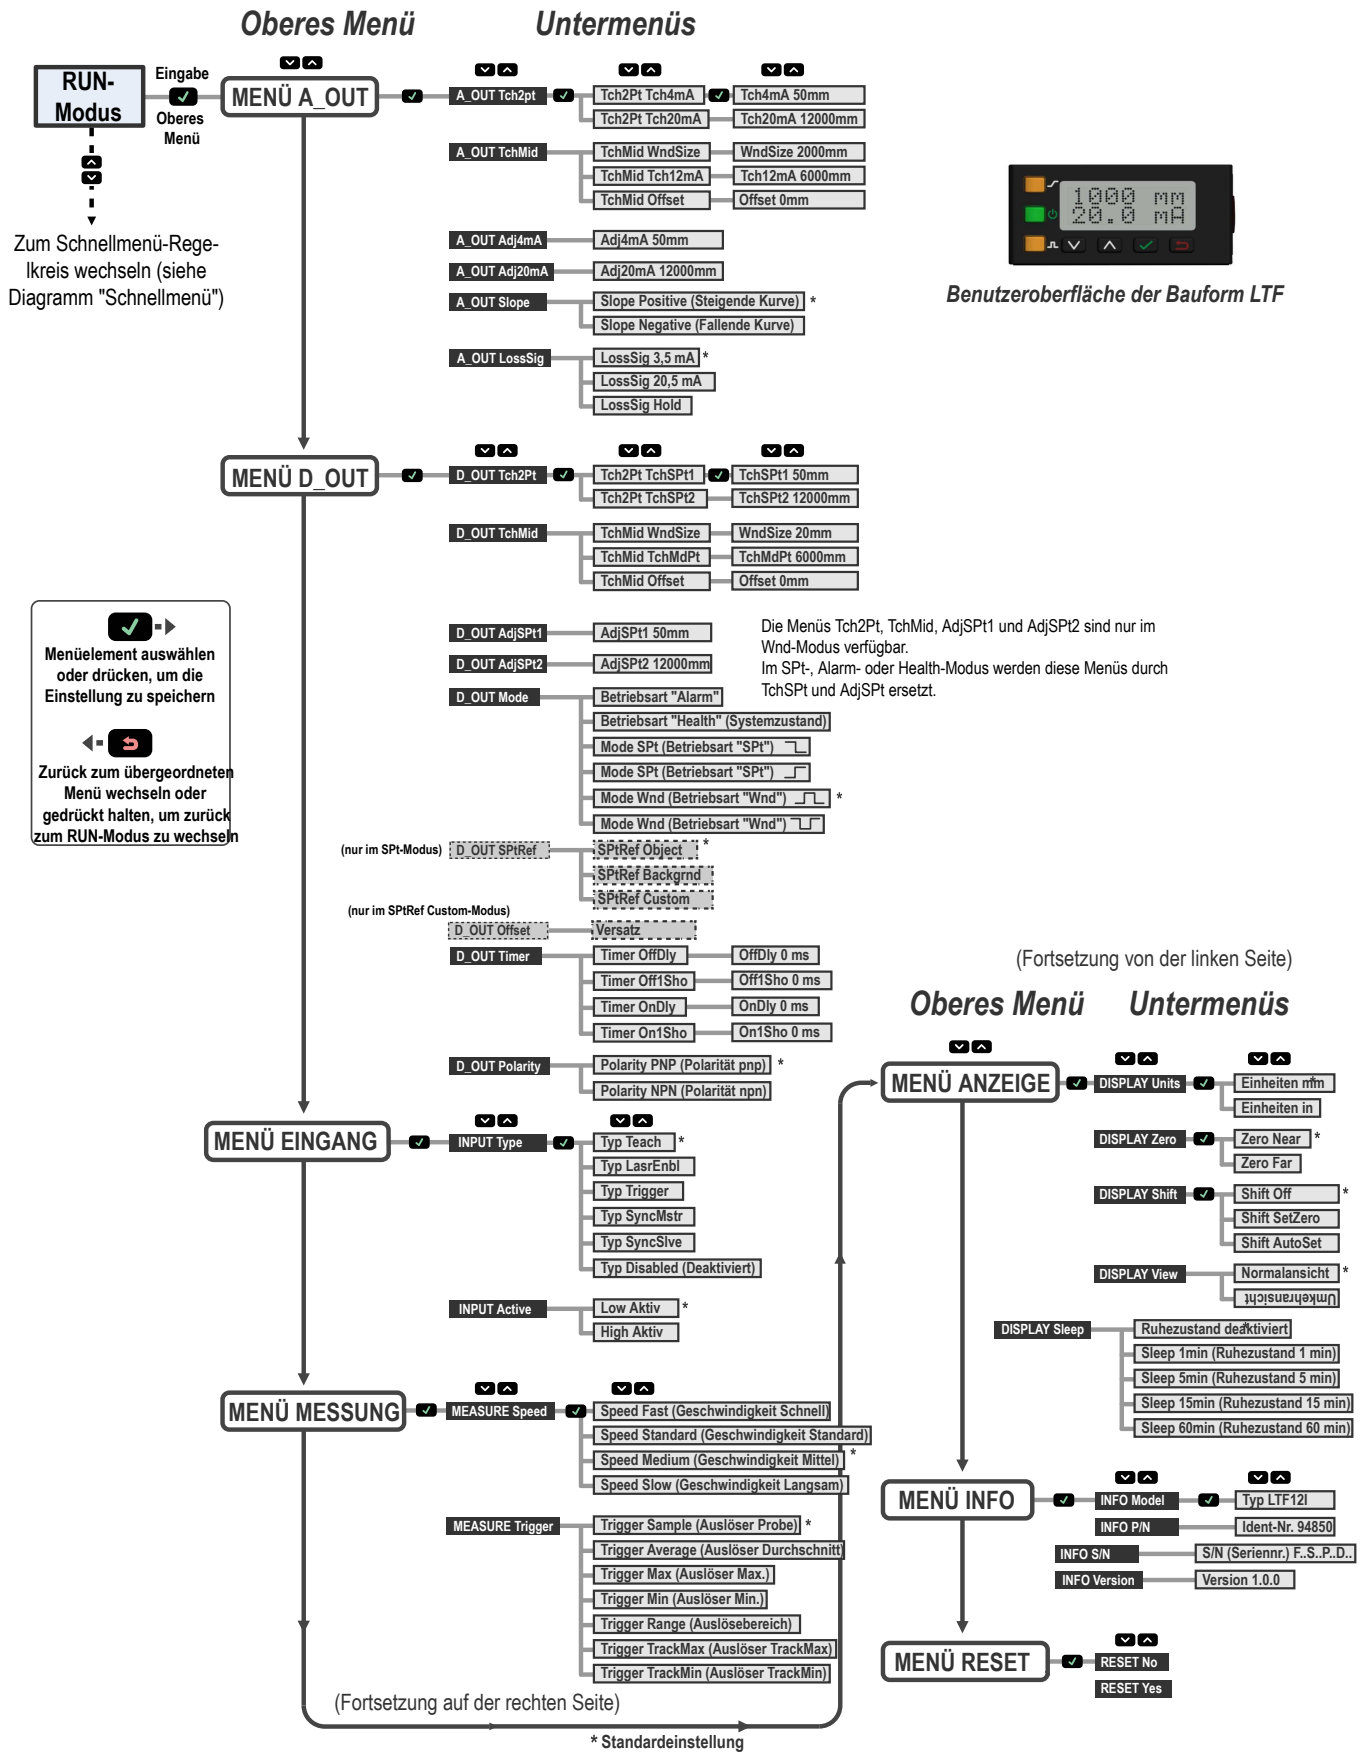 Oberes Menü
Untermenüs
RUN-
Modus
Eingabe
Oberes
Menü
MENÜ A_OUT
A_OUT Tch2pt
Tch2Pt Tch4mA
Tch4mA 50mm
Tch2Pt Tch20mA
Tch20mA 12000mm
A_OUT TchMid
TchMid WndSize
WndSize 2000mm
TchMid Tch12mA
Tch12mA 6000mm
TchMid Offset
Offset 0mm
A_OUT Adj4mA
Adj4mA 50mm
A_OUT Adj20mA
Adj20mA 12000mm
A_OUT Slope
Slope Positive (Steigende Kurve) *
Slope Negative (Fallende Kurve)
A_OUT LossSig
LossSig 3,5 mA *
LossSig 20,5 mA
LossSig Hold
Zum Schnellmenü-Rege-
lkreis wechseln (siehe
Diagramm "Schnellmenü")
1000 mm
20.0 mA
Benutzeroberfläche der Bauform LTF
MENÜ D_OUT
D_OUT Tch2Pt
Tch2Pt TchSPt1
TchSPt1 50mm
Tch2Pt TchSPt2
TchSPt2 12000mm
D_OUT TchMid
TchMid WndSize
WndSize 20mm
TchMid TchMdPt
TchMdPt 6000mm
TchMid Offset
Offset 0mm
D_OUT AdjSPt1
AdjSPt1 50mm
D_OUT AdjSPt2
AdjSPt2 12000mm
Die Menüs Tch2Pt, TchMid, AdjSPt1 und AdjSPt2 sind nur im
Wnd-Modus verfügbar.
Im SPt-, Alarm- oder Health-Modus werden diese Menüs durch
TchSPt und AdjSPt ersetzt.
D_OUT Mode
Betriebsart "Alarm"
Betriebsart "Health" (Systemzustand)
Mode SPt (Betriebsart "SPt")
Mode SPt (Betriebsart "SPt")
Mode Wnd (Betriebsart "Wnd") *
Mode Wnd (Betriebsart "Wnd")
Menüelement auswählen
oder drücken, um die
Einstellung zu speichern
Zurück zum übergeordneten
Menü wechseln oder
gedrückt halten, um zurück
zum RUN-Modus zu wechseln
(nur im SPt-Modus)
D_OUT SPtRef
SPtRef Object *
SPtRef Backgrnd
SPtRef Custom
(nur im SPtRef Custom-Modus)
D_OUT Offset
Versatz
D_OUT Timer
Timer OffDly
OffDly 0 ms
Timer Off1Sho
Off1Sho 0 ms
Timer OnDly
OnDly 0 ms
Timer On1Sho
On1Sho 0 ms
D_OUT Polarity
Polarity PNP (Polarität pnp) *
Polarity NPN (Polarität npn)
MENÜ EINGANG
INPUT Type
Typ Teach *
Typ LasrEnbl
Typ Trigger
Typ SyncMstr
Typ SyncSlve
Typ Disabled (Deaktiviert)
INPUT Active
Low Aktiv *
High Aktiv
MENÜ MESSUNG
MEASURE Speed
Speed Fast (Geschwindigkeit Schnell)
Speed Standard (Geschwindigkeit Standard)
Speed Medium (Geschwindigkeit Mittel) *
Speed Slow (Geschwindigkeit Langsam)
MEASURE Trigger
Trigger Sample (Auslöser Probe) *
Trigger Average (Auslöser Durchschnitt)
Trigger Max (Auslöser Max.)
Trigger Min (Auslöser Min.)
Trigger Range (Auslösebereich)
Trigger TrackMax (Auslöser TrackMax)
Trigger TrackMin (Auslöser TrackMin)
(Fortsetzung auf der rechten Seite)
* Standardeinstellung
(Fortsetzung von der linken Seite)
Oberes Menü
Untermenüs
MENÜ ANZEIGE
DISPLAY Units
Einheiten mm *
Einheiten in
DISPLAY Zero
Zero Near *
Zero Far
DISPLAY Shift
Shift Off *
Shift SetZero
Shift AutoSet
DISPLAY View
Normalansicht *
Umkehransicht
DISPLAY Sleep
Ruhezustand deaktiviert *
Sleep 1min (Ruhezustand 1 min)
Sleep 5min (Ruhezustand 5 min)
Sleep 15min (Ruhezustand 15 min)
Sleep 60min (Ruhezustand 60 min)
MENÜ INFO
INFO Model
Typ LTF12I
INFO P/N
Ident-Nr. 94850
INFO S/N
S/N (Seriennr.) F..S..P..D..
INFO Version
Version 1.0.0
MENÜ RESET
RESET No
RESET Yes